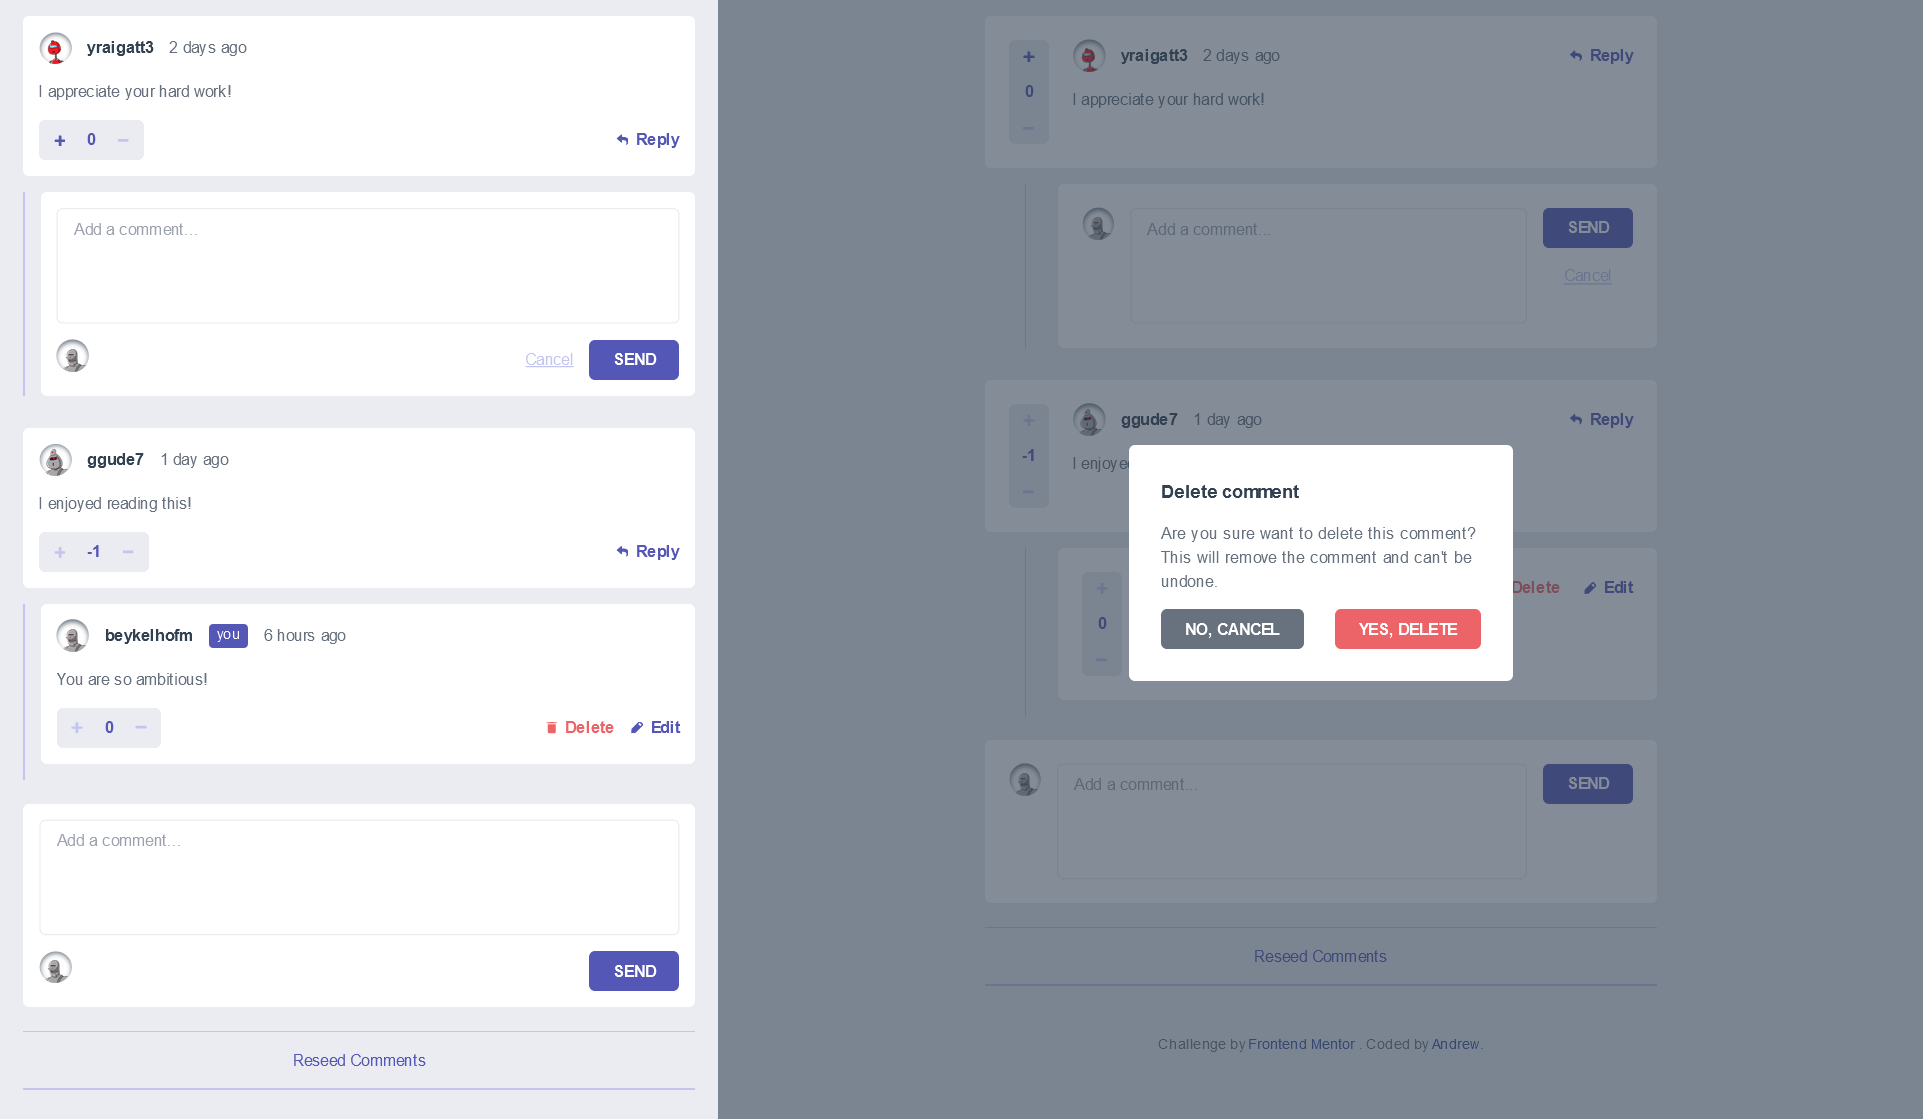 yraigatt3 2 days ago
I appreciate your hard work!
+ 0 −
Reply
Add a comment...
Cancel
SEND
ggude7 1 day ago
I enjoyed reading this!
+ -1 −
Reply
beykelhofm you 6 hours ago
You are so ambitious!
+ 0 −
Delete Edit
Add a comment...
SEND
Reseed Comments
+
0
−
yraigatt3 2 days ago
Reply
I appreciate your hard work!
Add a comment...
SEND
Cancel
+
-1
−
ggude7 1 day ago
Reply
I enjoye
+
0
−
Delete Edit
Delete comment
Are you sure want to delete this comment?
This will remove the comment and can't be
undone.
NO, CANCEL
YES, DELETE
Add a comment...
SEND
Reseed Comments
Challenge by Frontend Mentor . Coded by Andrew.